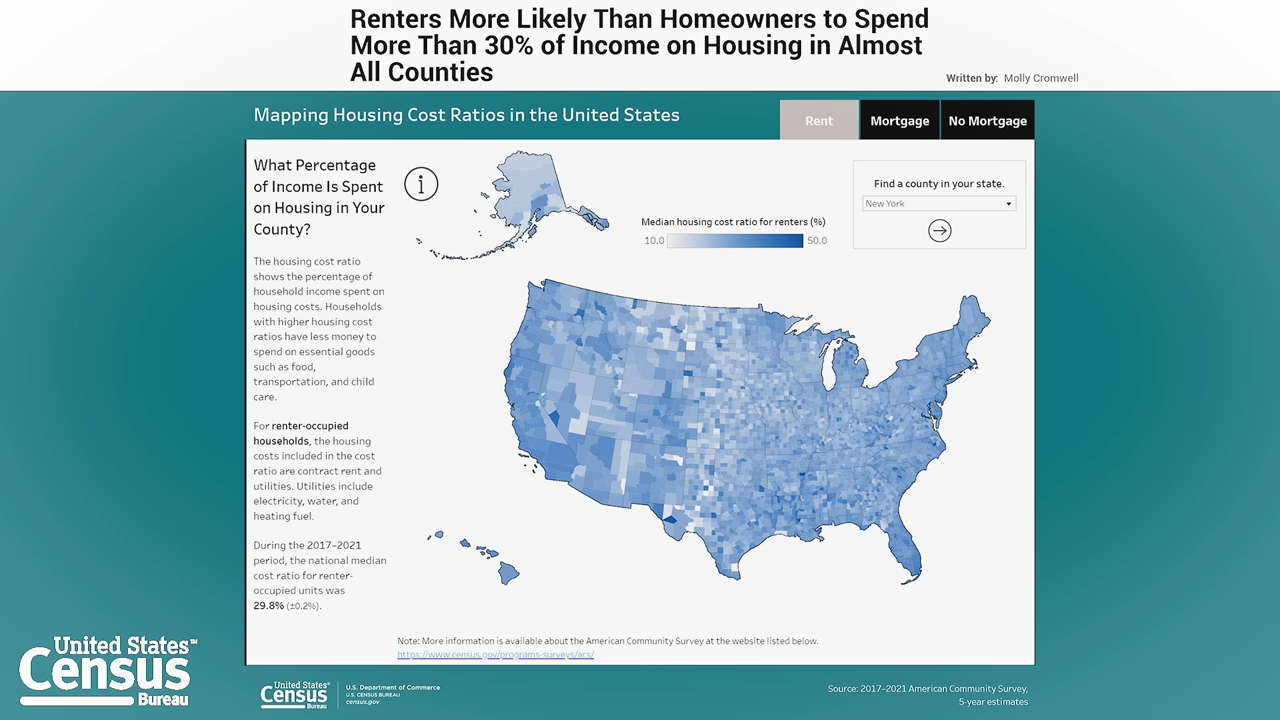 Renters More Likely Than Homeowners to Spend
More Than 30% of Income on Housing in Almost
All Counties
Written by: Molly Cromwell
Mapping Housing Cost Ratios in the United States
Rent
Mortgage
No Mortgage
What Percentage
of Income Is Spent
on Housing in Your
County?
The housing cost ratio
shows the percentage of
household income spent on
housing costs. Households
with higher housing cost
ratios have less money to
spend on essential goods
such as food,
transportation, and child
care.
For renter-occupied
households, the housing
costs included in the cost
ratio are contract rent and
utilities. Utilities include
electricity, water, and
heating fuel.
During the 2017–2021
period, the national median
cost ratio for renter-
occupied units was
29.8% (±0.2%).
i
Median housing cost ratio for renters (%)
10.0
50.0
Find a county in your state.
New York
Note: More information is available about the American Community Survey at the website listed below.
https://www.census.gov/programs-surveys/acs/
United States™
Census
Bureau
United States®
Census
Bureau
U.S. Department of Commerce
U.S. CENSUS BUREAU
census.gov
Source: 2017–2021 American Community Survey,
5-year estimates